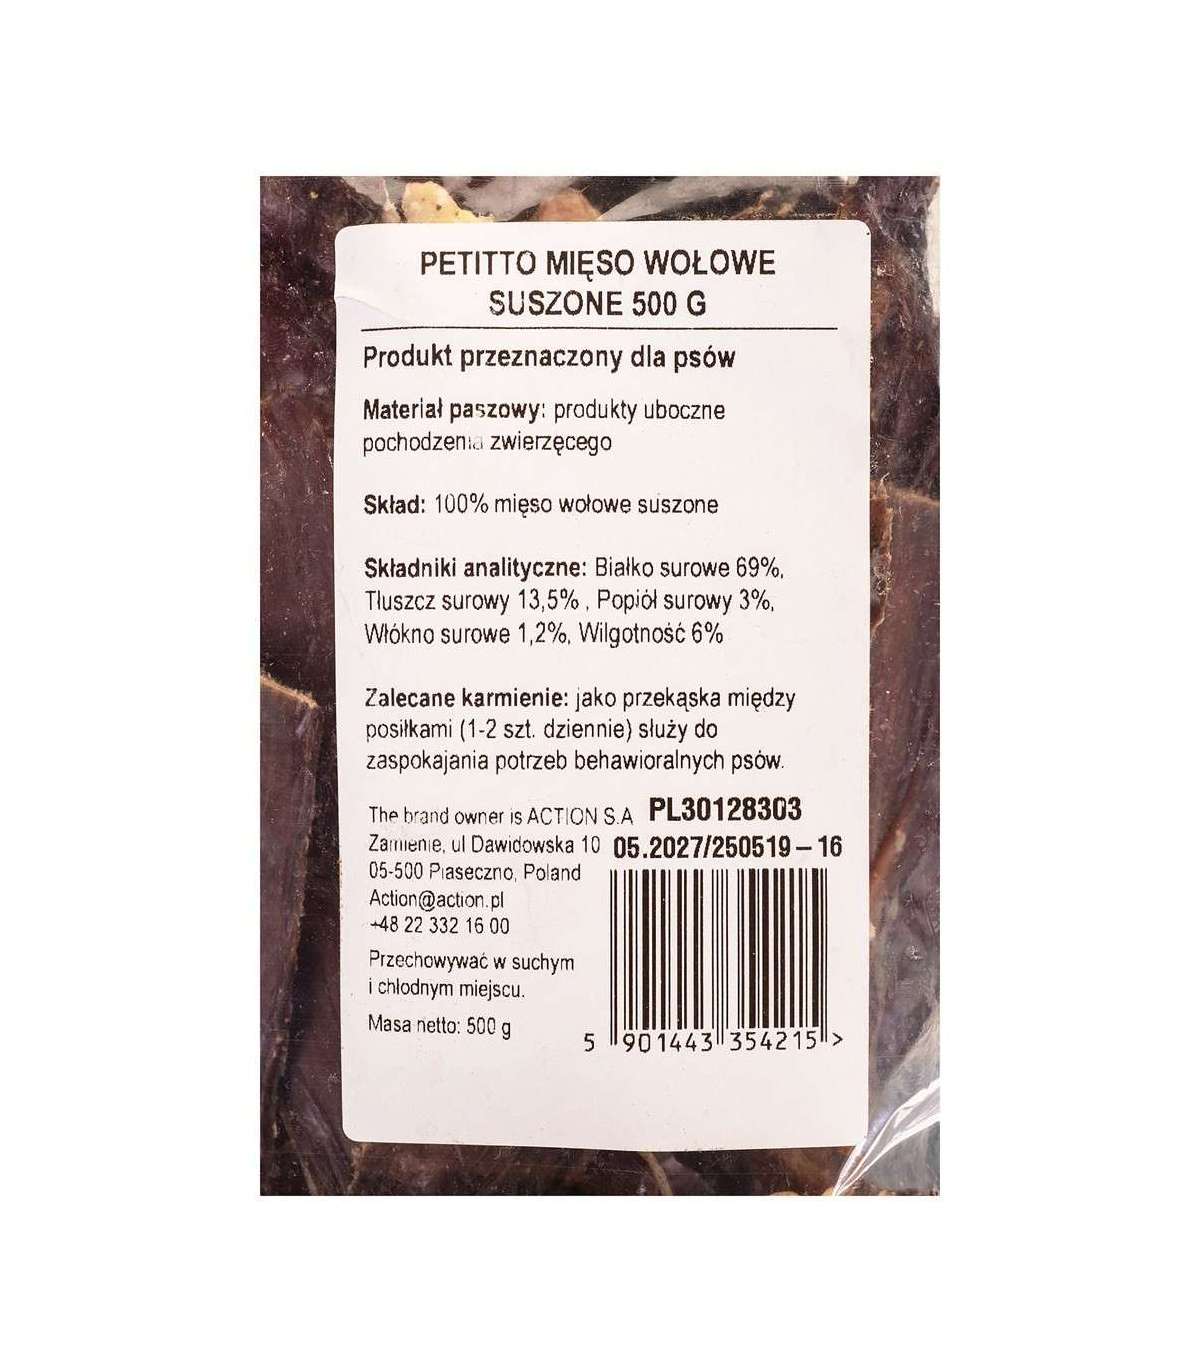 PETITTO MIĘSO WOŁOWE
SUSZONE 500 G
Produkt przeznaczony dla psów
Materiał paszowy: produkty uboczne
pochodzenia zwierzęcego
Skład: 100% mięso wołowe suszone
Składniki analityczne: Białko surowe 69%,
Tłuszcz surowy 13,5% , Popiół surowy 3%,
Włókno surowe 1,2%, Wilgotność 6%
Zalecane karmienie: jako przekąska między
posiłkami (1-2 szt. dziennie) służy do
zaspokajania potrzeb behawioralnych psów.
The brand owner is ACTION S.A PL30128303
Zamienie, ul Dawidowska 10 05.2027/250519 – 16
05-500 Piaseczno, Poland
Action@action.pl
+48 22 332 16 00
Przechowywać w suchym
i chłodnym miejscu.
Masa netto: 500 g
5 901443 354215 >